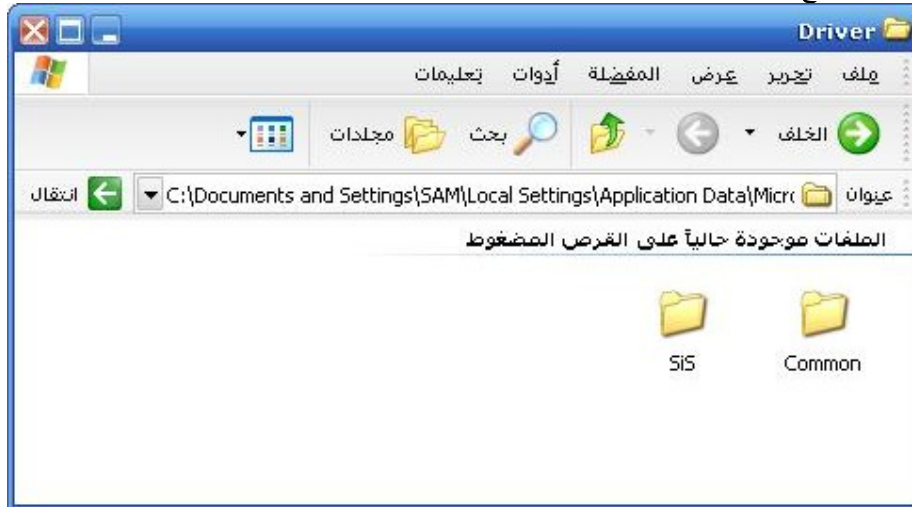 Driver
ملف تحرير عرض المفضلة أدوات تعليمات
الخلف بحث مجلدات
عنوان C:\Documents and Settings\SAM\Local Settings\Application Data\Micr انتقال
الملفات موجودة حالياً على القرص المضغوط
Common SiS